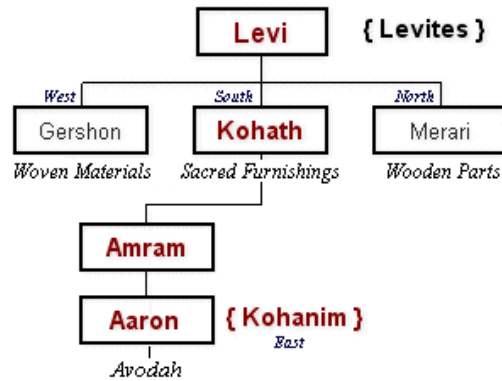 Levi { Levites }
West South North
Gershon Kohath Merari
Woven Materials Sacred Furnishings Wooden Parts
Amram
Aaron { Kohanim }
East
Avodah